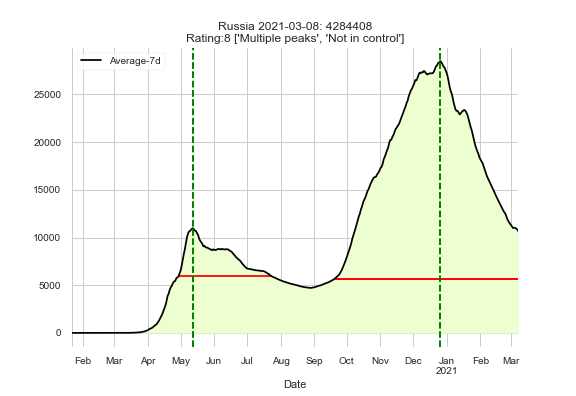 Russia 2021-03-08: 4284408
Rating:8 ['Multiple peaks', 'Not in control']
Average-7d
25000
20000
15000
10000
5000
0
Feb Mar Apr May Jun Jul Aug Sep Oct Nov Dec Jan Feb Mar
2021
Date